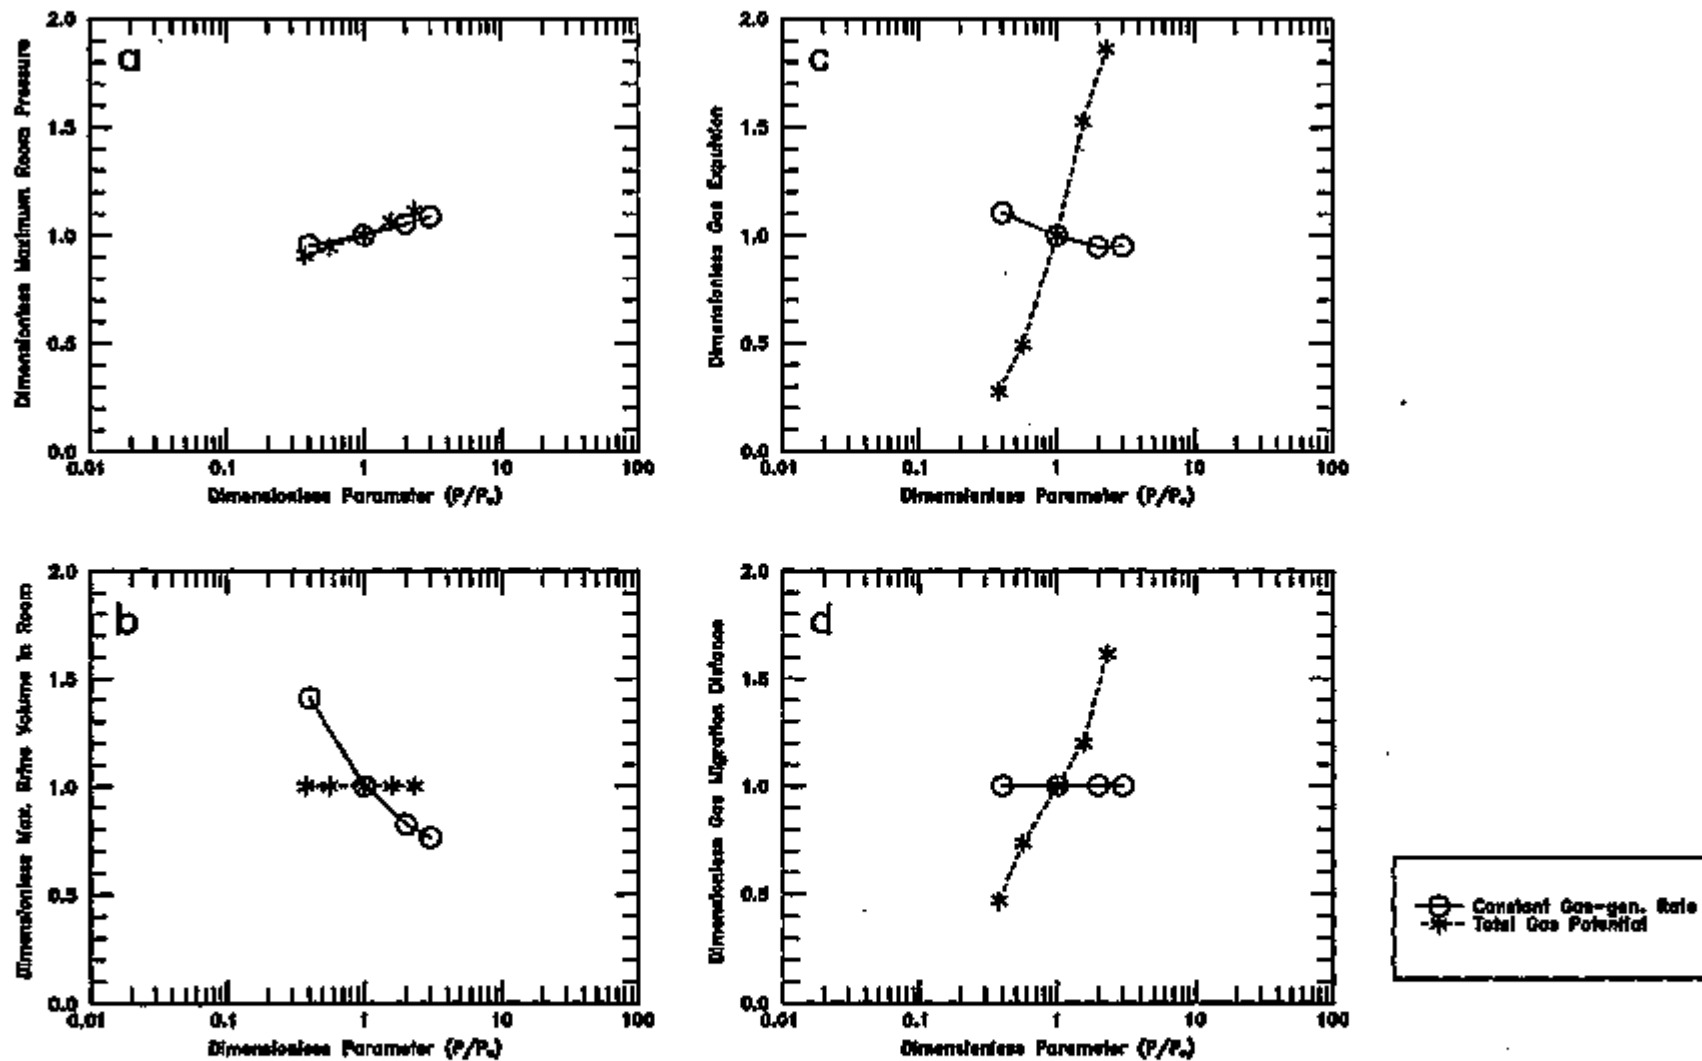 a
Dimensionless Maximum Room Pressure
2.0
1.5
1.0
0.5
0.0
0.01 0.1 1 10 100
Dimensionless Parameter (P/Pₒ)
c
Dimensionless Gas Expulsion
2.0
1.5
1.0
0.5
0.0
0.01 0.1 1 10 100
Dimensionless Parameter (P/Pₒ)
b
Dimensionless Max. Brine Volume in Room
2.0
1.5
1.0
0.5
0.0
0.01 0.1 1 10 100
Dimensionless Parameter (P/Pₒ)
d
Dimensionless Gas Migration Distance
2.0
1.5
1.0
0.5
0.0
0.01 0.1 1 10 100
Dimensionless Parameter (P/Pₒ)
Constant Gas-gen. Rate
Total Gas Potential